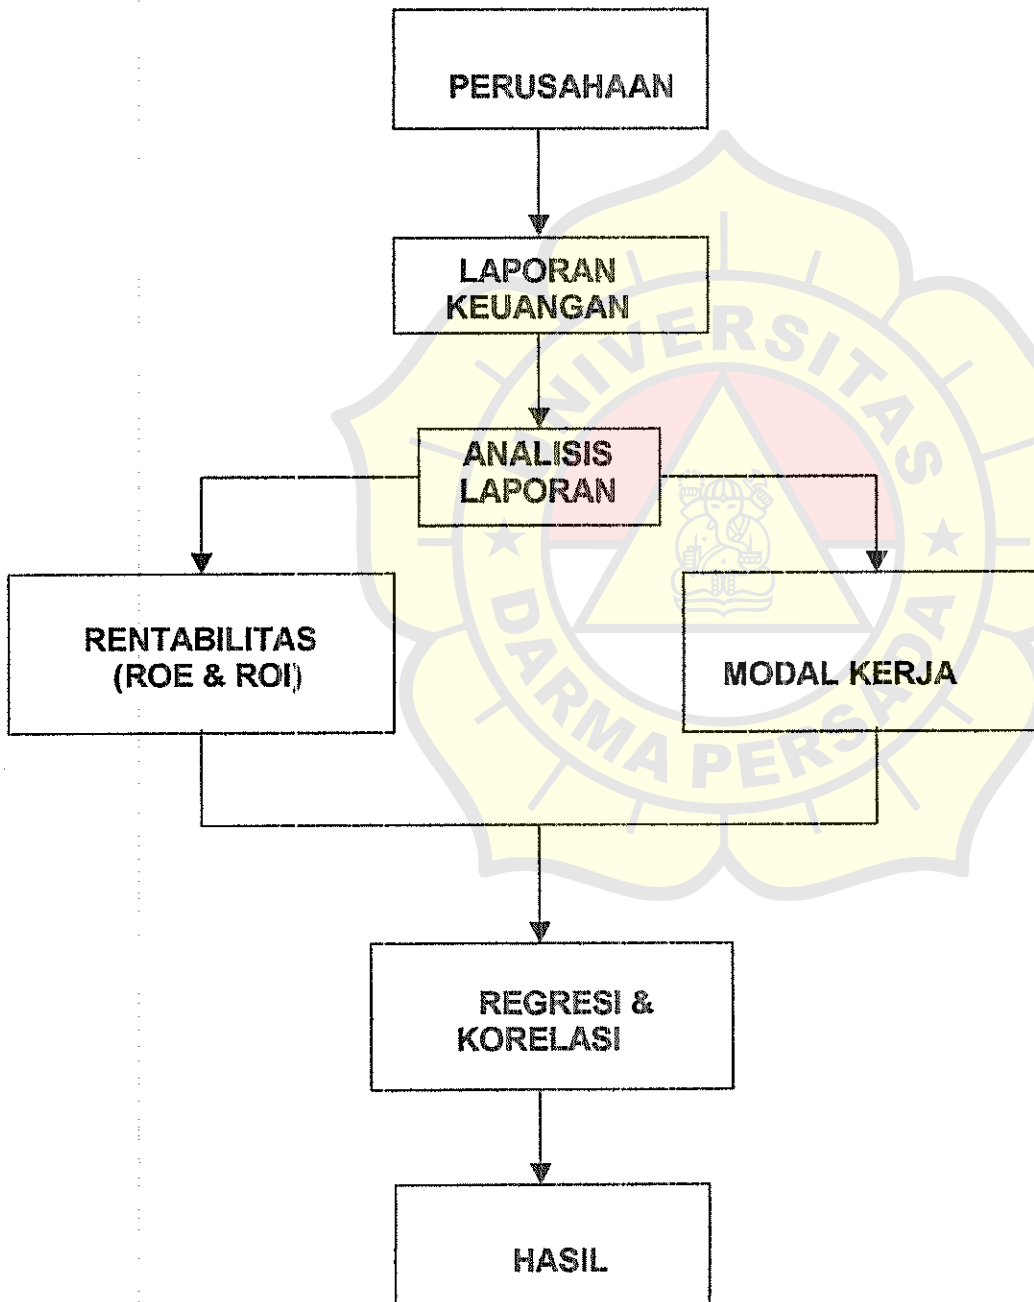 PERUSAHAAN
LAPORAN
KEUANGAN
ANALISIS
LAPORAN
RENTABILITAS
(ROE & ROI)
MODAL KERJA
REGRESI &
KORELASI
HASIL
UNIVERSITAS
DARMA PERSADA